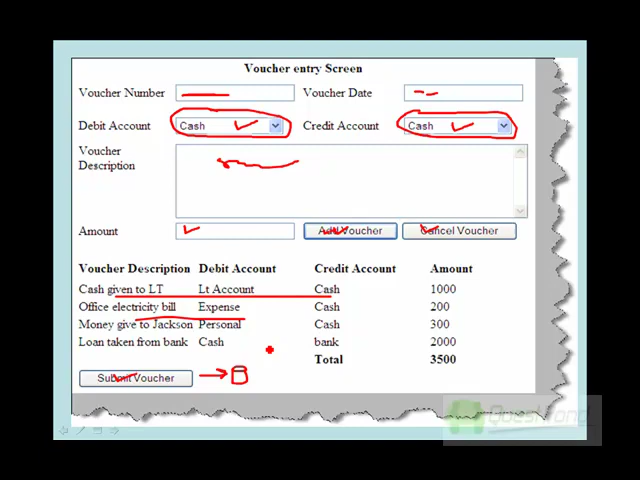 Voucher entry Screen
Voucher Number Voucher Date
Debit Account Cash Credit Account Cash
Voucher
Description
Amount Add Voucher Cancel Voucher
Voucher Description Debit Account Credit Account Amount
Cash given to LT Lt Account Cash 1000
Office electricity bill Expense Cash 200
Money give to Jackson Personal Cash 300
Loan taken from bank Cash bank 2000
Total 3500
Submit Voucher